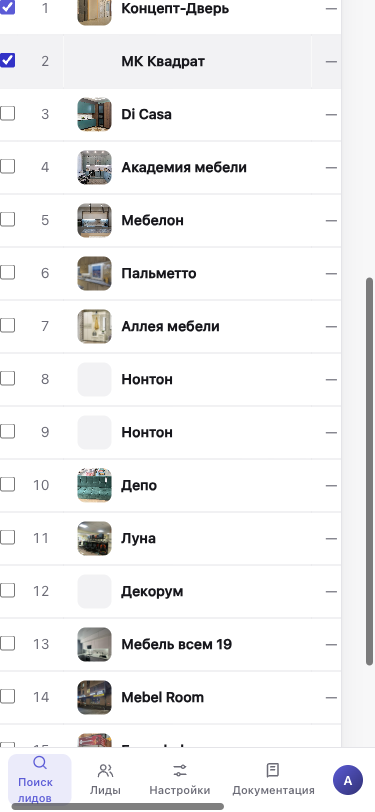 1 Концепт-Дверь —
2 МК Квадрат —
3 Di Casa —
4 Академия мебели —
5 Мебелон —
6 Пальметто —
7 Аллея мебели —
8 Нонтон —
9 Нонтон —
10 Депо —
11 Луна —
12 Декорум —
13 Мебель всем 19 —
14 Mebel Room —
Поиск
лидов
Лиды
Настройки
Документация
A